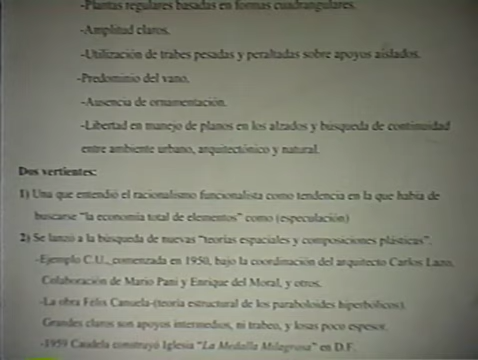 -Plantas regulares basadas en formas cuadrangulares.
-Amplitud claros.
-Utilización de trabes pesadas y peraltadas sobre apoyos aislados.
-Predominio del vano.
-Ausencia de ornamentación.
-Libertad en manejo de planos en los alzados y búsqueda de continuidad
entre ambiente urbano, arquitectónico y natural.
Dos vertientes:
1) Una que entendió el racionalismo funcionalista como tendencia en la que había de
buscarse "la economía total de elementos" como (especulación)
2) Se lanzó a la búsqueda de nuevas "teorías espaciales y composiciones plásticas".
-Ejemplo C.U., comenzada en 1950, bajo la coordinación del arquitecto Carlos Lazo.
Colaboración de Mario Pani y Enrique del Moral, y otros.
-La obra Félix Canuela-(teoría estructural de los paraboloides hiperbólicos).
Grandes claros son apoyos intermedios, ni trabeo, y losas poco espesor.
-1959 Candela construyó Iglesia "La Medalla Milagrosa" en D.F.